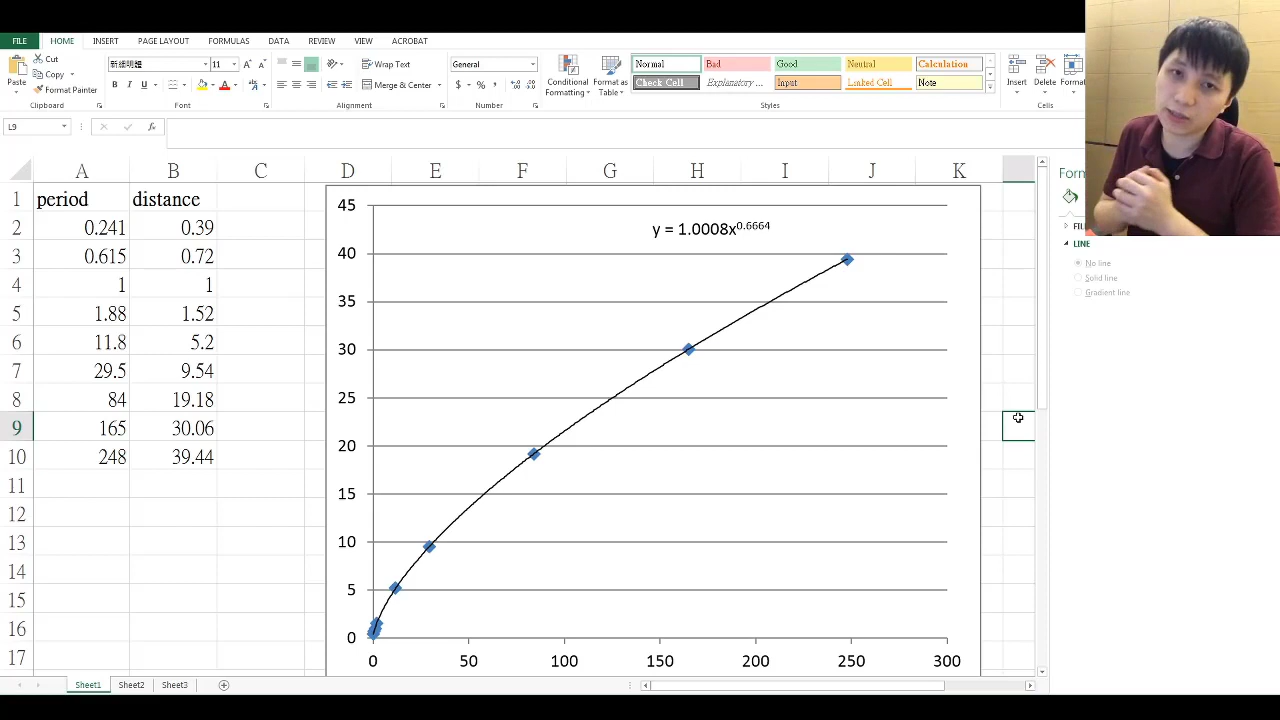 FILE HOME INSERT PAGE LAYOUT FORMULAS DATA REVIEW VIEW ACROBAT
Cut
Copy
Format Painter
Paste
Clipboard
新細明體 11
B I U
Font
Wrap Text
Merge & Center
Alignment
General
$ % ,
Number
Conditional Formatting
Format as Table
Normal Bad Good Neutral Calculation
Check Cell Explanatory ... Input Linked Cell Note
Styles
Insert Delete Format
Cells
L9
fx
A B C D E F G H I J K
1 period distance
2 0.241 0.39
3 0.615 0.72
4 1 1
5 1.88 1.52
6 11.8 5.2
7 29.5 9.54
8 84 19.18
9 165 30.06
10 248 39.44
11
12
13
14
15
16
17
y = 1.0008x^0.6664
45
40
35
30
25
20
15
10
5
0
0 50 100 150 200 250 300
LINE
No line
Solid line
Gradient line
Sheet1 Sheet2 Sheet3